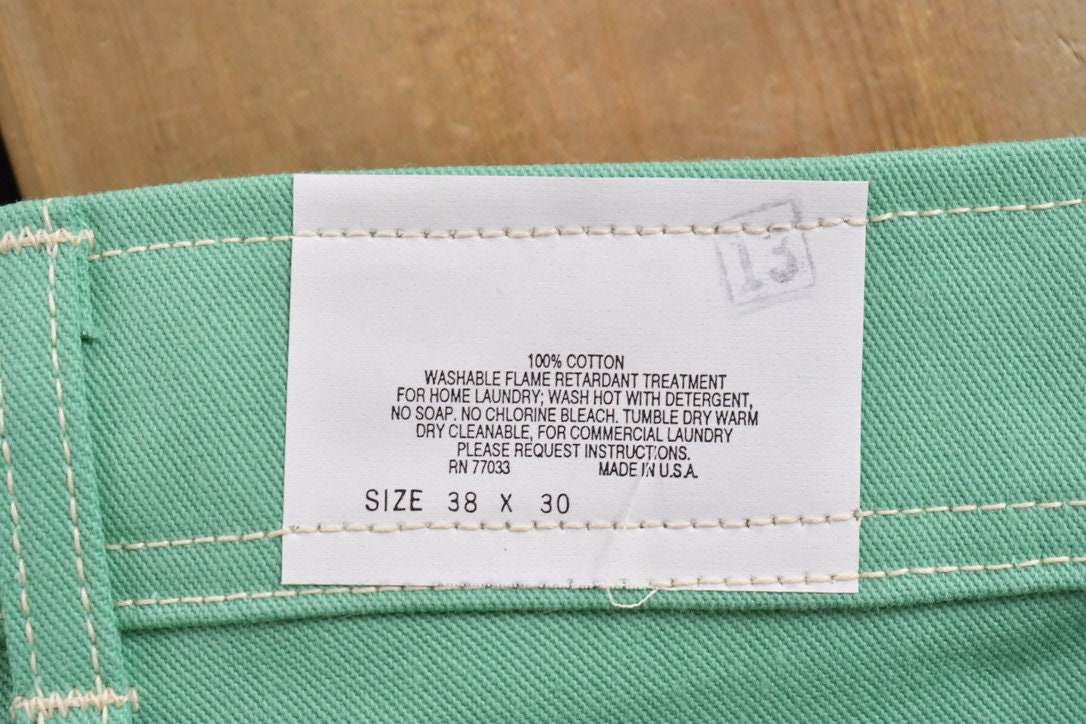 13
100% COTTON
WASHABLE FLAME RETARDANT TREATMENT
FOR HOME LAUNDRY; WASH HOT WITH DETERGENT,
NO SOAP. NO CHLORINE BLEACH. TUMBLE DRY WARM
DRY CLEANABLE, FOR COMMERCIAL LAUNDRY
PLEASE REQUEST INSTRUCTIONS.
RN 77033 MADE IN U.S.A.
SIZE 38 X 30